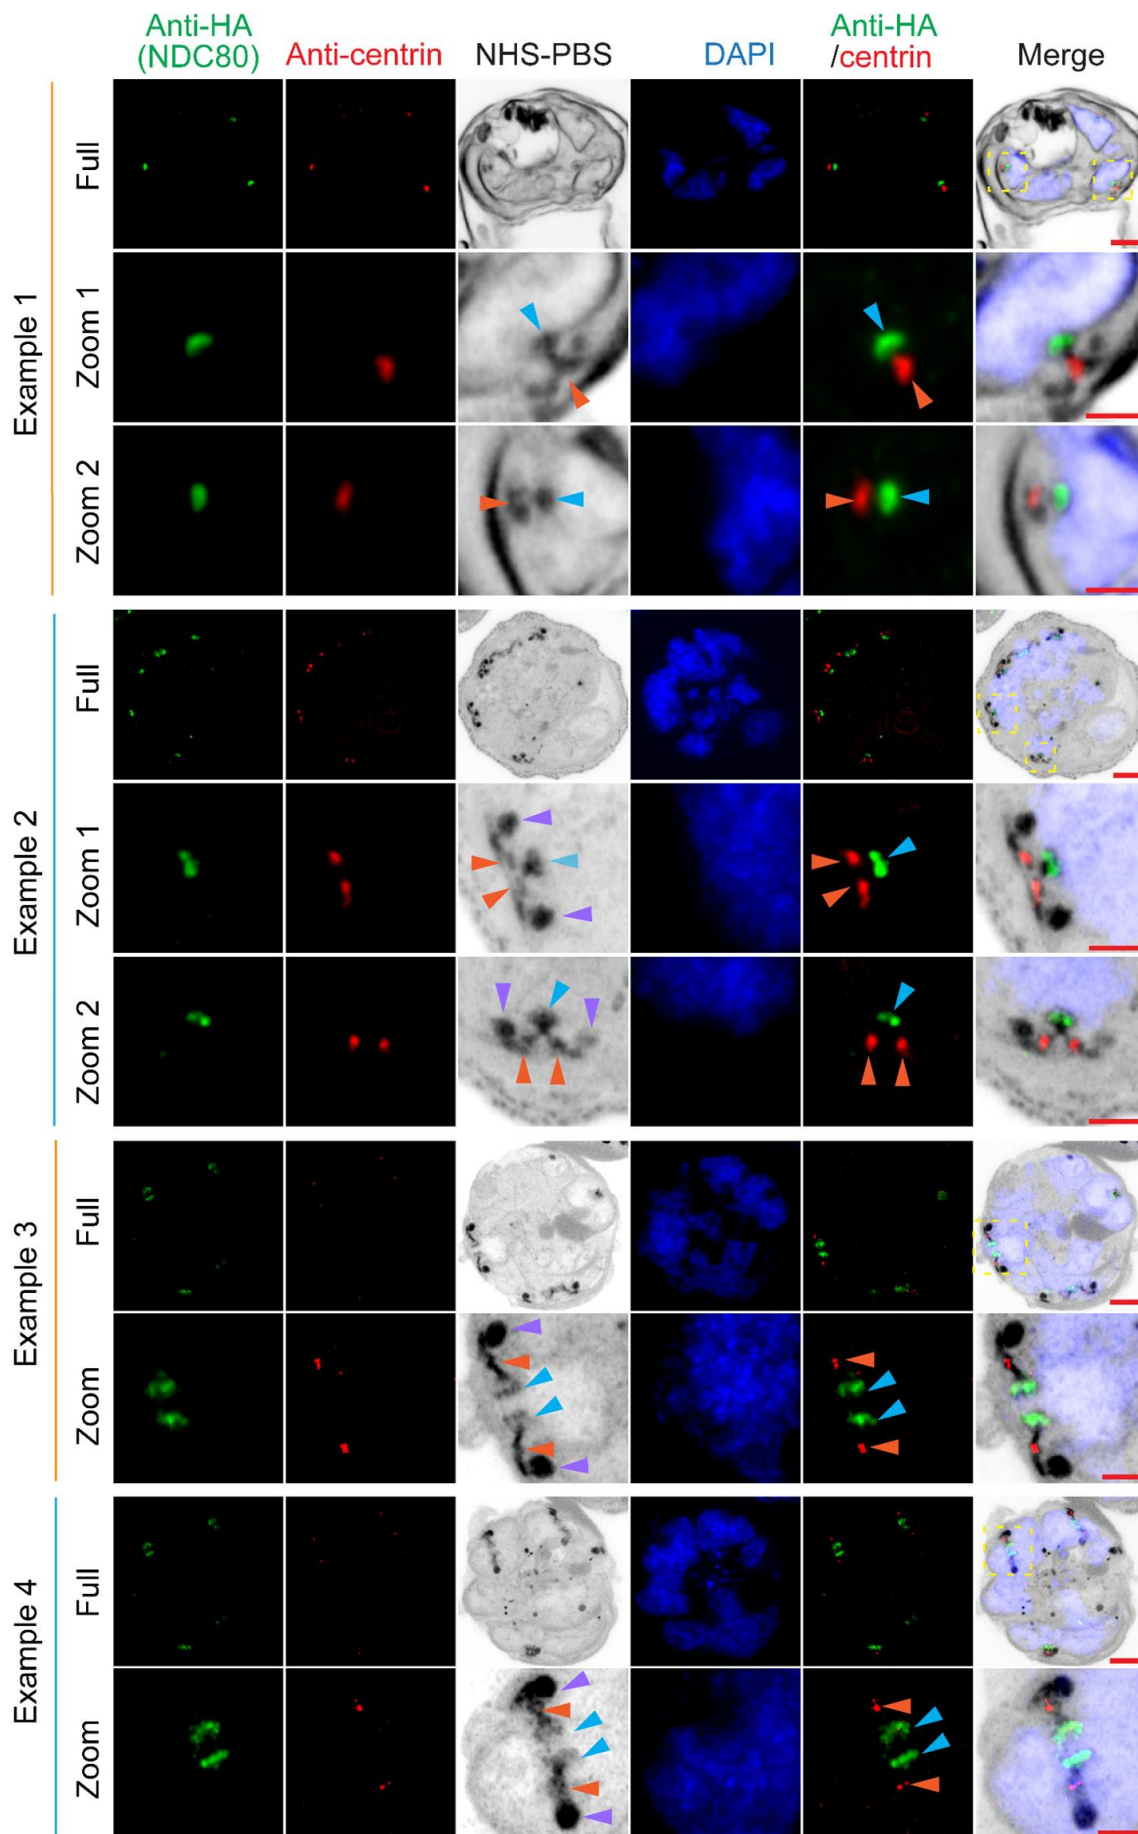 Anti-HA
(NDC80)
Anti-centrin
NHS-PBS
DAPI
Anti-HA
/centrin
Merge
Example 1
Full
Zoom 1
Zoom 2
Example 2
Full
Zoom 1
Zoom 2
Example 3
Full
Zoom
Example 4
Full
Zoom